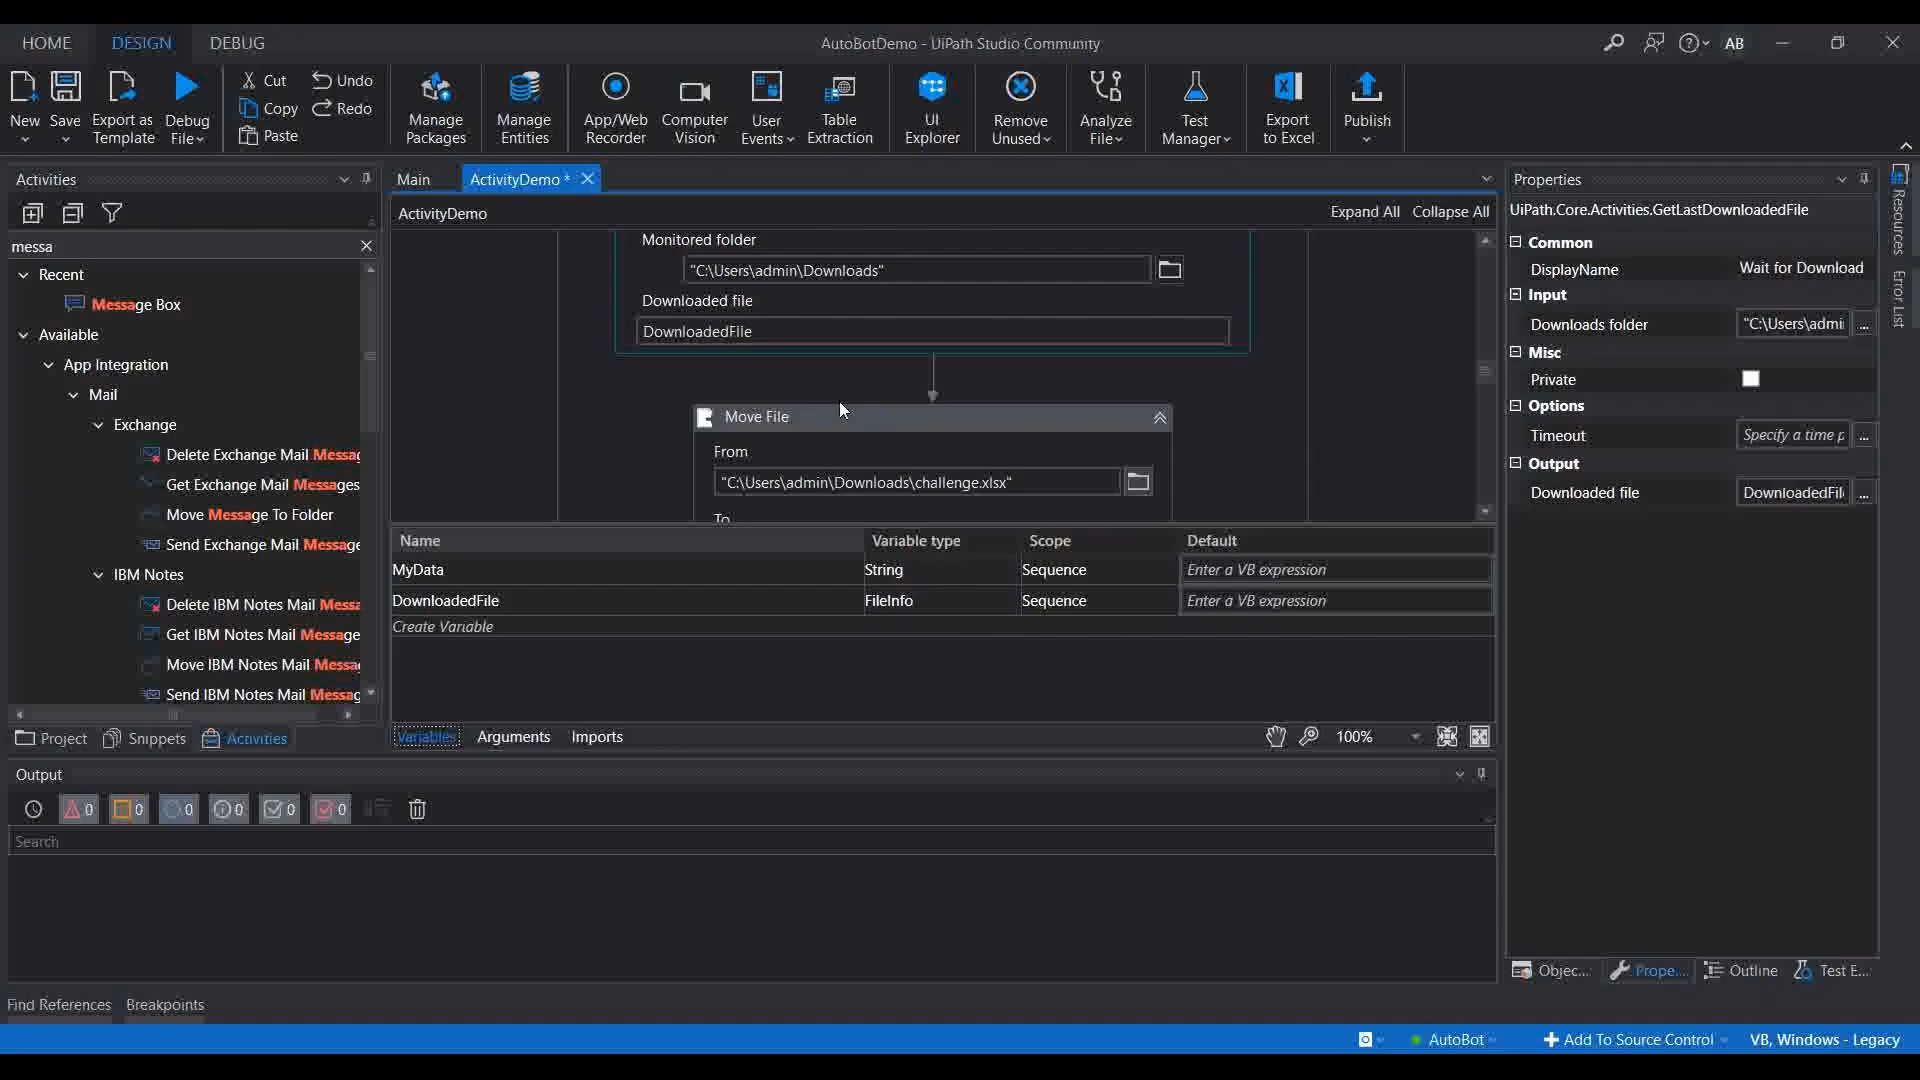 HOME DESIGN DEBUG AutoBotDemo - UiPath Studio Community AB
New Save Export as Template Debug File Cut Copy Paste Undo Redo Manage Packages Manage Entities App/Web Recorder Computer Vision User Events Table Extraction UI Explorer Remove Unused Analyze File Test Manager Export to Excel Publish
Activities
messa
Recent
Message Box
Available
App Integration
Mail
Exchange
Delete Exchange Mail Messag
Get Exchange Mail Messages
Move Message To Folder
Send Exchange Mail Message
IBM Notes
Delete IBM Notes Mail Messa
Get IBM Notes Mail Message
Move IBM Notes Mail Messag
Send IBM Notes Mail Messag
Project Snippets Activities
Main ActivityDemo *
ActivityDemo Expand All Collapse All
Monitored folder
"C:\Users\admin\Downloads"
Downloaded file
DownloadedFile
Move File
From
"C:\Users\admin\Downloads\challenge.xlsx"
To
Name Variable type Scope Default
MyData String Sequence Enter a VB expression
DownloadedFile FileInfo Sequence Enter a VB expression
Create Variable
Variables Arguments Imports 100%
Properties
UiPath.Core.Activities.GetLastDownloadedFile
Common
DisplayName Wait for Download
Input
Downloads folder "C:\Users\admi ...
Misc
Private
Options
Timeout Specify a time p ...
Output
Downloaded file DownloadedFil ...
Objec... Prope... Outline Test E...
Resources
Error List
Output
0 0 0 0 0 0
Search
Find References Breakpoints
AutoBot Add To Source Control VB, Windows - Legacy